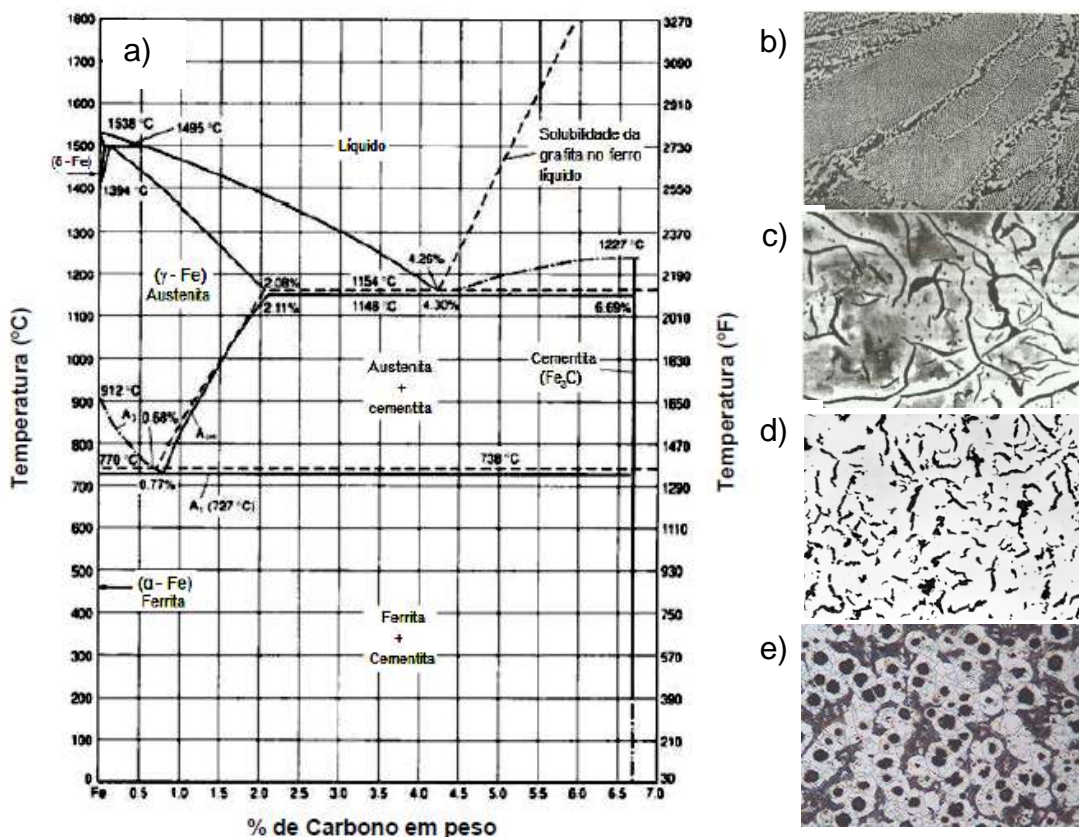 a)
Temperatura (°C)
1800
1700
1600
1500
1400
1300
1200
1100
1000
900
800
700
600
500
400
300
200
100
0
1538 °C
1495 °C
(δ-Fe)
1394 °C
Líquido
Solubilidade da
grafita no ferro
líquido
(γ - Fe)
Austenita
2.08%
1154 °C
4.26%
1227 °C
2.11%
1148 °C
4.30%
6.69%
Austenita
+
cementita
Cementita
(Fe3C)
912 °C
A3
0.68%
Acm
770 °C
738 °C
0.77%
A1 (727 °C)
(α - Fe)
Ferrita
Ferrita
+
Cementita
Temperatura (°F)
3270
3090
2910
2730
2550
2370
2190
2010
1830
1650
1470
1290
1110
930
750
570
390
210
30
Fe
0.5
1.0
1.5
2.0
2.5
3.0
3.5
4.0
4.5
5.0
5.5
6.0
6.5
7.0
% de Carbono em peso
b)
c)
d)
e)